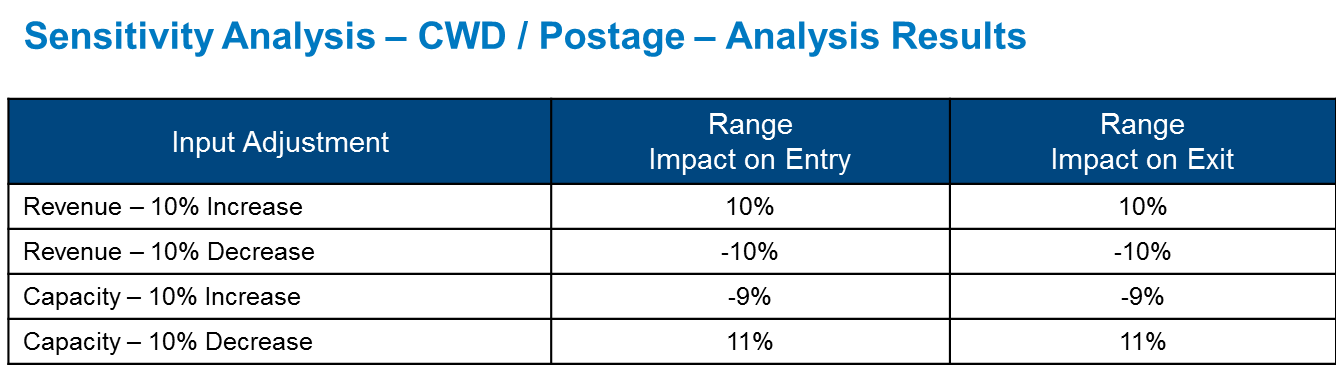 Sensitivity Analysis – CWD / Postage – Analysis Results
Input Adjustment
Range
Impact on Entry
Range
Impact on Exit
Revenue – 10% Increase 10% 10%
Revenue – 10% Decrease -10% -10%
Capacity – 10% Increase -9% -9%
Capacity – 10% Decrease 11% 11%